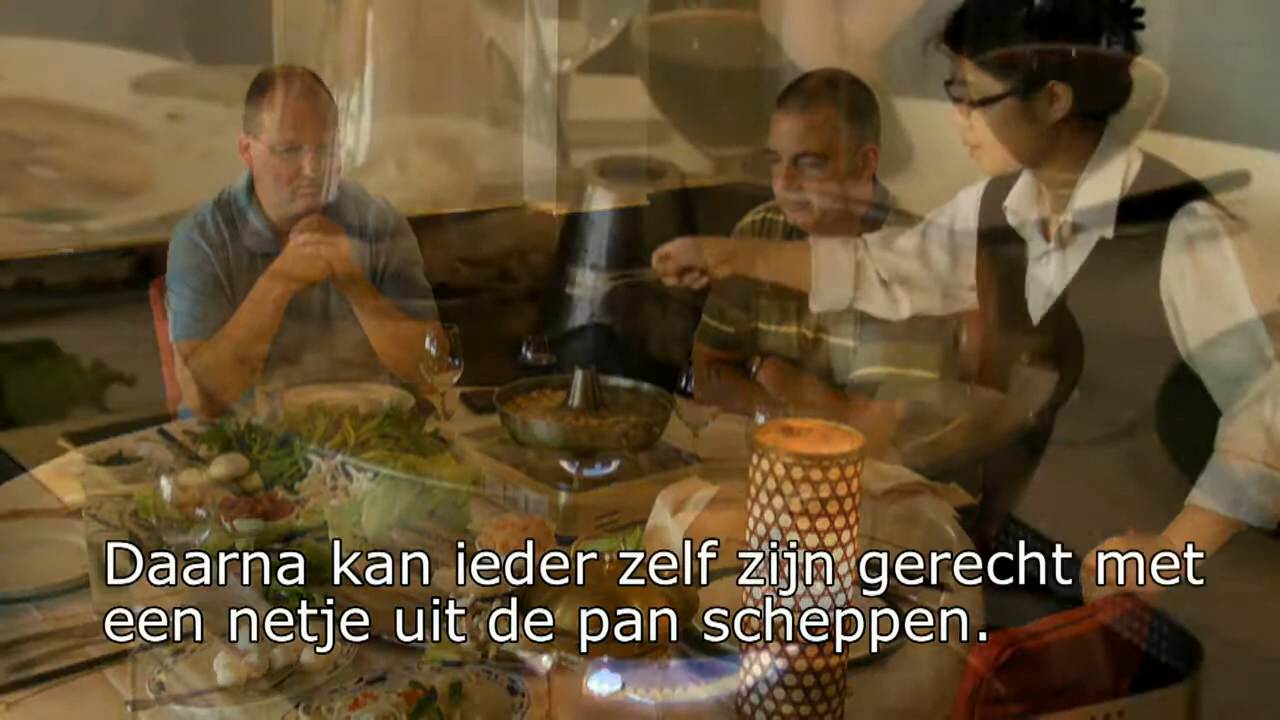 Daarna kan ieder zelf zijn gerecht met
een netje uit de pan scheppen.